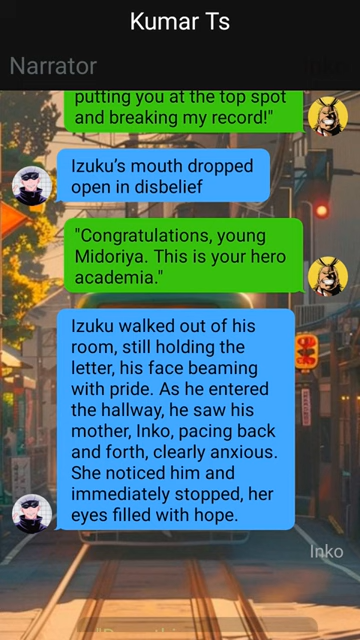 Kumar Ts
Narrator
Inko
putting you at the top spot
and breaking my record!"
Izuku’s mouth dropped
open in disbelief
"Congratulations, young
Midoriya. This is your hero
academia."
Izuku walked out of his
room, still holding the
letter, his face beaming
with pride. As he entered
the hallway, he saw his
mother, Inko, pacing back
and forth, clearly anxious.
She noticed him and
immediately stopped, her
eyes filled with hope.
Inko